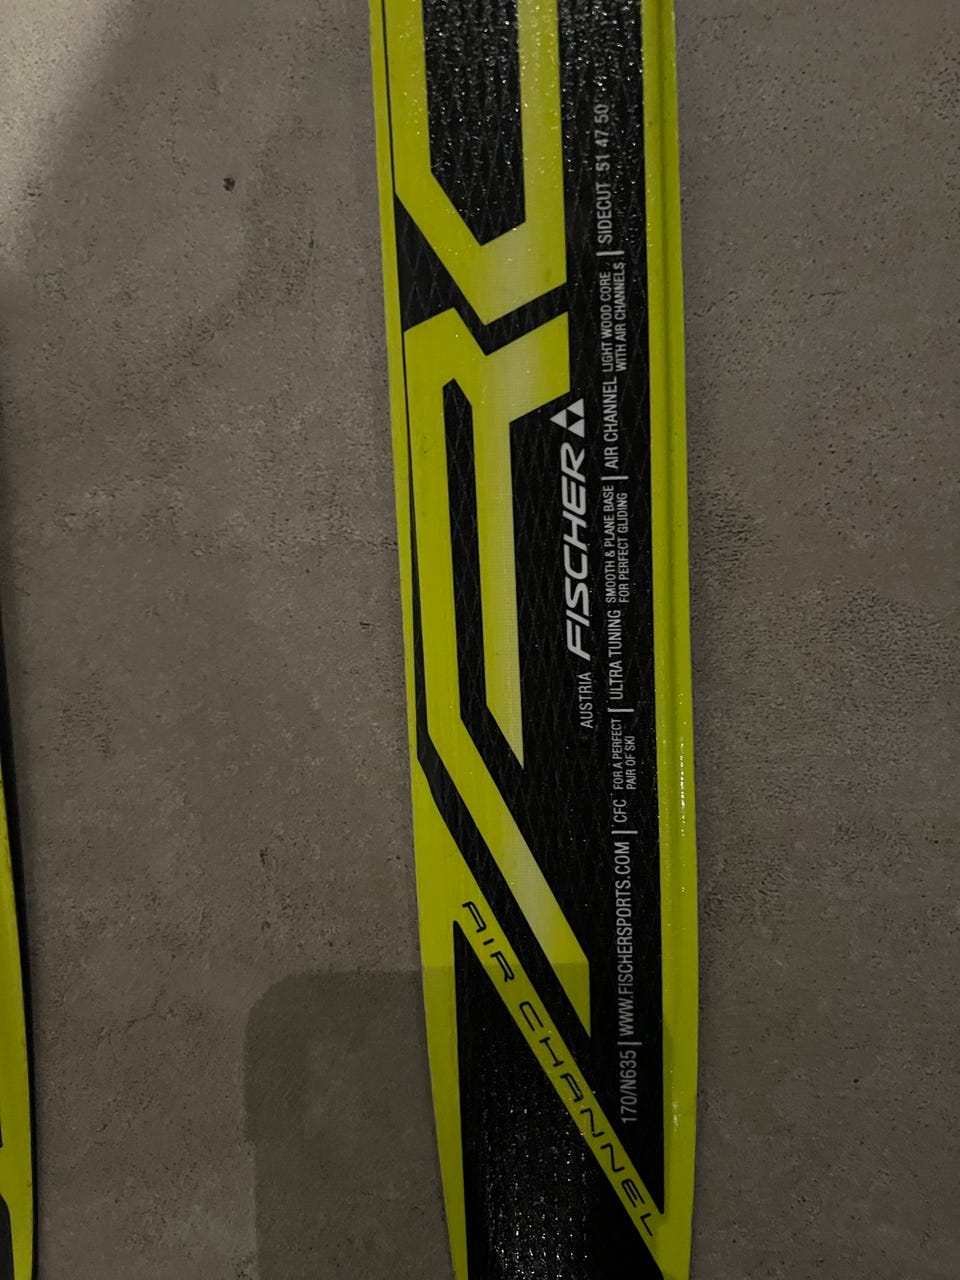 AIR CHANNEL
AUSTRIA FISCHER
170/N635 | WWW.FISCHERSPORTS.COM | CFC FOR A PERFECT PAIR OF SKI | ULTRA TUNING SMOOTH & PLANE BASE FOR PERFECT GLIDING | AIR CHANNEL LIGHT WOOD CORE WITH AIR CHANNELS. | SIDECUT 51 47 50